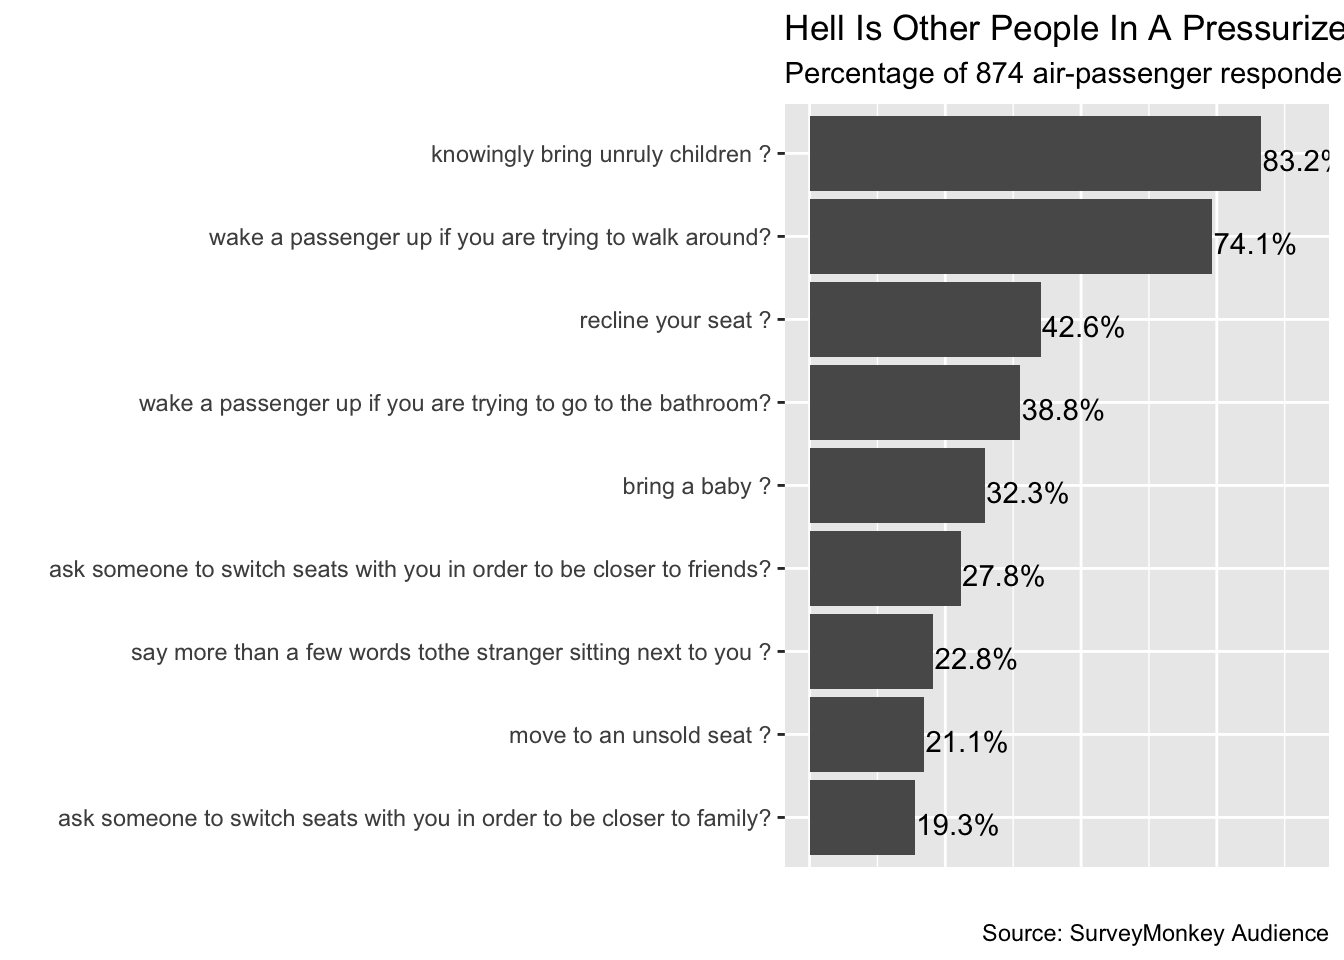 Hell Is Other People In A Pressurize
Percentage of 874 air-passenger responde
knowingly bring unruly children ?
83.2%
wake a passenger up if you are trying to walk around?
74.1%
recline your seat ?
42.6%
wake a passenger up if you are trying to go to the bathroom?
38.8%
bring a baby ?
32.3%
ask someone to switch seats with you in order to be closer to friends?
27.8%
say more than a few words tothe stranger sitting next to you ?
22.8%
move to an unsold seat ?
21.1%
ask someone to switch seats with you in order to be closer to family?
19.3%
Source: SurveyMonkey Audience